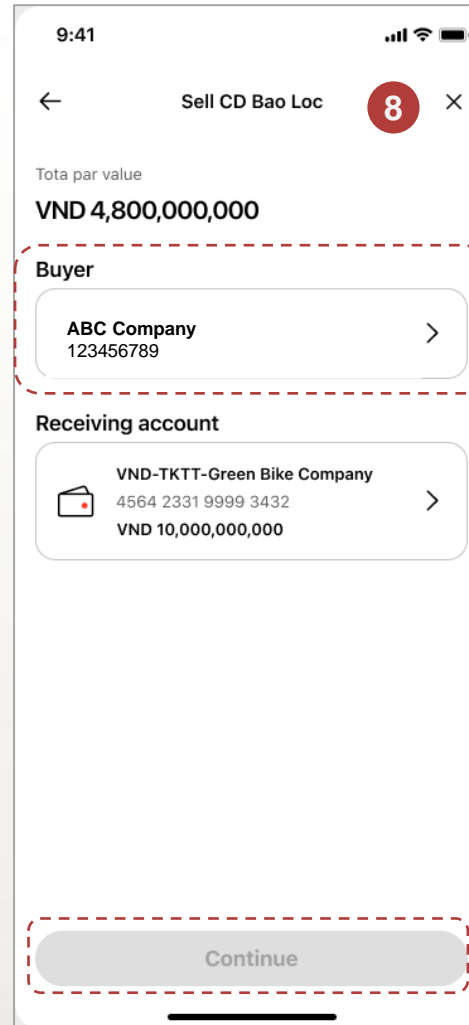 9:41
Sell CD Bao Loc
8
Tota par value
VND 4,800,000,000
Buyer
ABC Company
123456789
Receiving account
VND-TKTT-Green Bike Company
4564 2331 9999 3432
VND 10,000,000,000
Continue